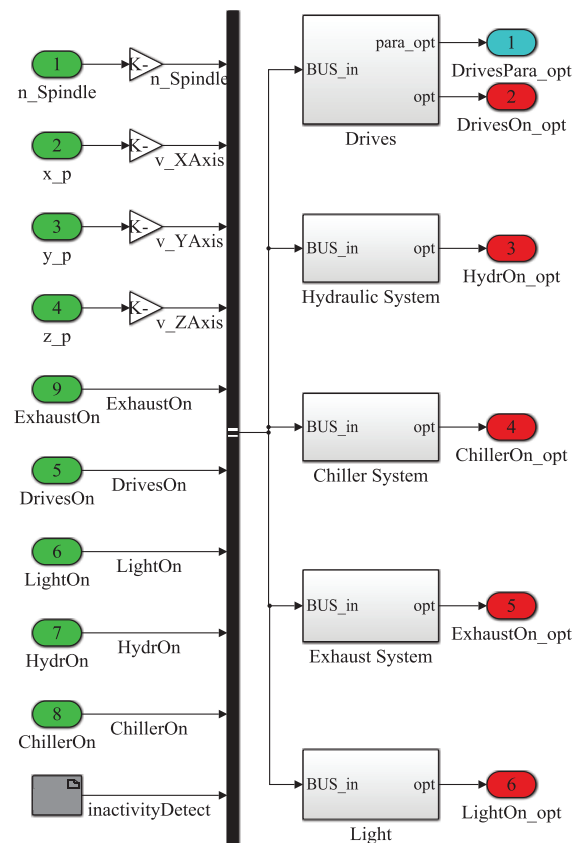 1
K-
n_Spindle
n_Spindle
2
K-
v_XAxis
x_p
3
K-
v_YAxis
y_p
4
K-
v_ZAxis
z_p
9
ExhaustOn
ExhaustOn
5
DrivesOn
DrivesOn
6
LightOn
LightOn
7
HydrOn
HydrOn
8
ChillerOn
ChillerOn
inactivityDetect
BUS_in
para_opt
opt
Drives
1
DrivesPara_opt
2
DrivesOn_opt
BUS_in opt
Hydraulic System
3
HydrOn_opt
BUS_in opt
Chiller System
4
ChillerOn_opt
BUS_in opt
Exhaust System
5
ExhaustOn_opt
BUS_in opt
Light
6
LightOn_opt